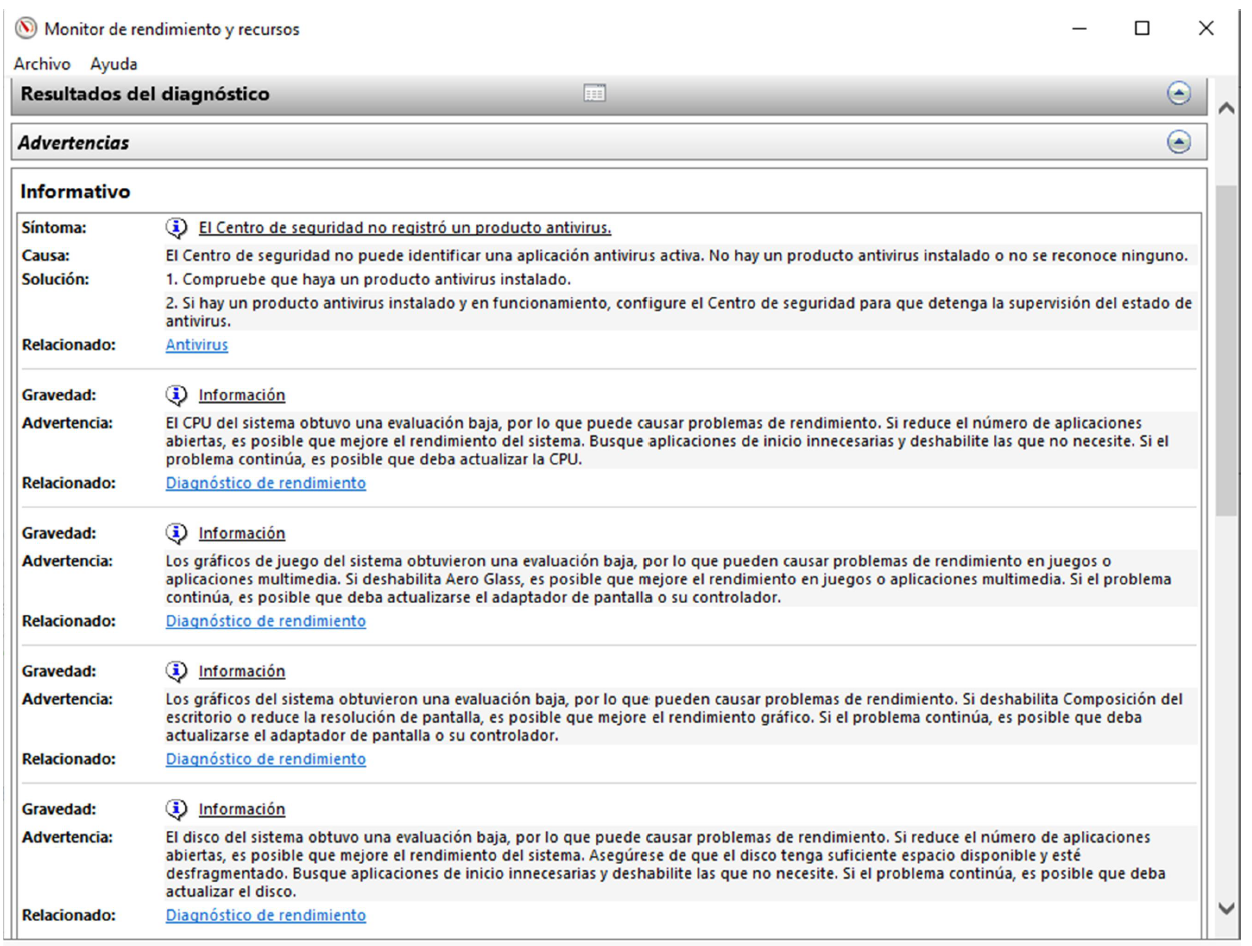 Monitor de rendimiento y recursos
Archivo Ayuda
Resultados del diagnóstico
Advertencias
Informativo
Síntoma: El Centro de seguridad no registró un producto antivirus.
Causa: El Centro de seguridad no puede identificar una aplicación antivirus activa. No hay un producto antivirus instalado o no se reconoce ninguno.
Solución: 1. Compruebe que haya un producto antivirus instalado.
2. Si hay un producto antivirus instalado y en funcionamiento, configure el Centro de seguridad para que detenga la supervisión del estado de
antivirus.
Relacionado: Antivirus
Gravedad: Información
Advertencia: El CPU del sistema obtuvo una evaluación baja, por lo que puede causar problemas de rendimiento. Si reduce el número de aplicaciones
abiertas, es posible que mejore el rendimiento del sistema. Busque aplicaciones de inicio innecesarias y deshabilite las que no necesite. Si el
problema continúa, es posible que deba actualizar la CPU.
Relacionado: Diagnóstico de rendimiento
Gravedad: Información
Advertencia: Los gráficos de juego del sistema obtuvieron una evaluación baja, por lo que pueden causar problemas de rendimiento en juegos o
aplicaciones multimedia. Si deshabilita Aero Glass, es posible que mejore el rendimiento en juegos o aplicaciones multimedia. Si el problema
continúa, es posible que deba actualizarse el adaptador de pantalla o su controlador.
Relacionado: Diagnóstico de rendimiento
Gravedad: Información
Advertencia: Los gráficos del sistema obtuvieron una evaluación baja, por lo que pueden causar problemas de rendimiento. Si deshabilita Composición del
escritorio o reduce la resolución de pantalla, es posible que mejore el rendimiento gráfico. Si el problema continúa, es posible que deba
actualizarse el adaptador de pantalla o su controlador.
Relacionado: Diagnóstico de rendimiento
Gravedad: Información
Advertencia: El disco del sistema obtuvo una evaluación baja, por lo que puede causar problemas de rendimiento. Si reduce el número de aplicaciones
abiertas, es posible que mejore el rendimiento del sistema. Asegúrese de que el disco tenga suficiente espacio disponible y esté
desfragmentado. Busque aplicaciones de inicio innecesarias y deshabilite las que no necesite. Si el problema continúa, es posible que deba
actualizar el disco.
Relacionado: Diagnóstico de rendimiento